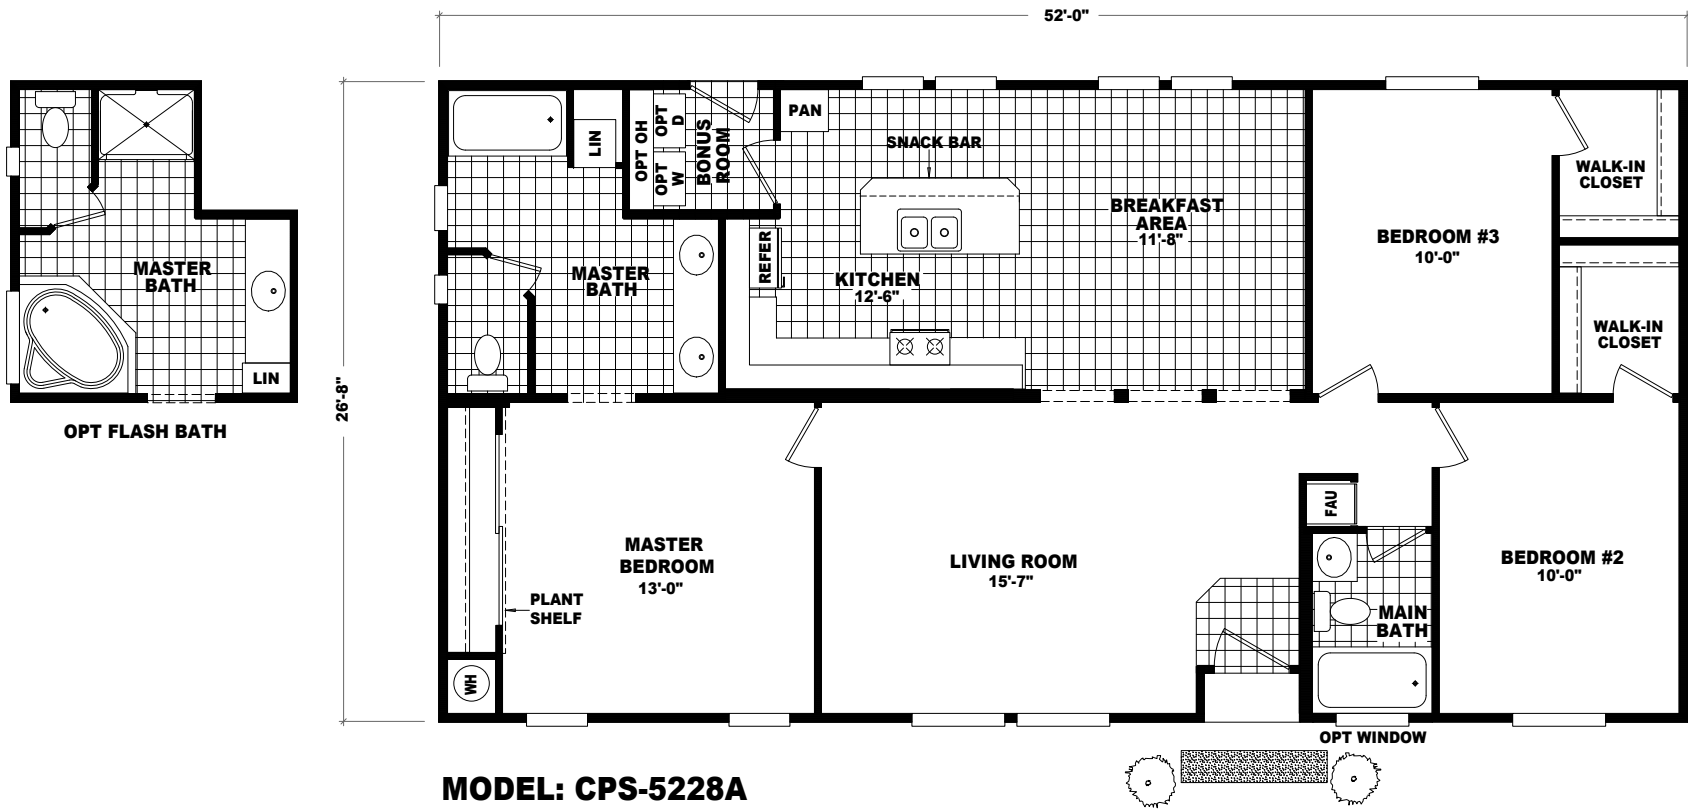 52'-0"
26'-8"
MASTER
BATH
LIN
OPT FLASH BATH
LIN
OPT OH
OPT
D
OPT
W
BONUS
ROOM
PAN
SNACK BAR
REFER
KITCHEN
12'-6"
BREAKFAST
AREA
11'-8"
MASTER
BATH
BEDROOM #3
10'-0"
WALK-IN
CLOSET
WALK-IN
CLOSET
MASTER
BEDROOM
13'-0"
PLANT
SHELF
WH
LIVING ROOM
15'-7"
FAU
MAIN
BATH
BEDROOM #2
10'-0"
OPT WINDOW
MODEL: CPS-5228A